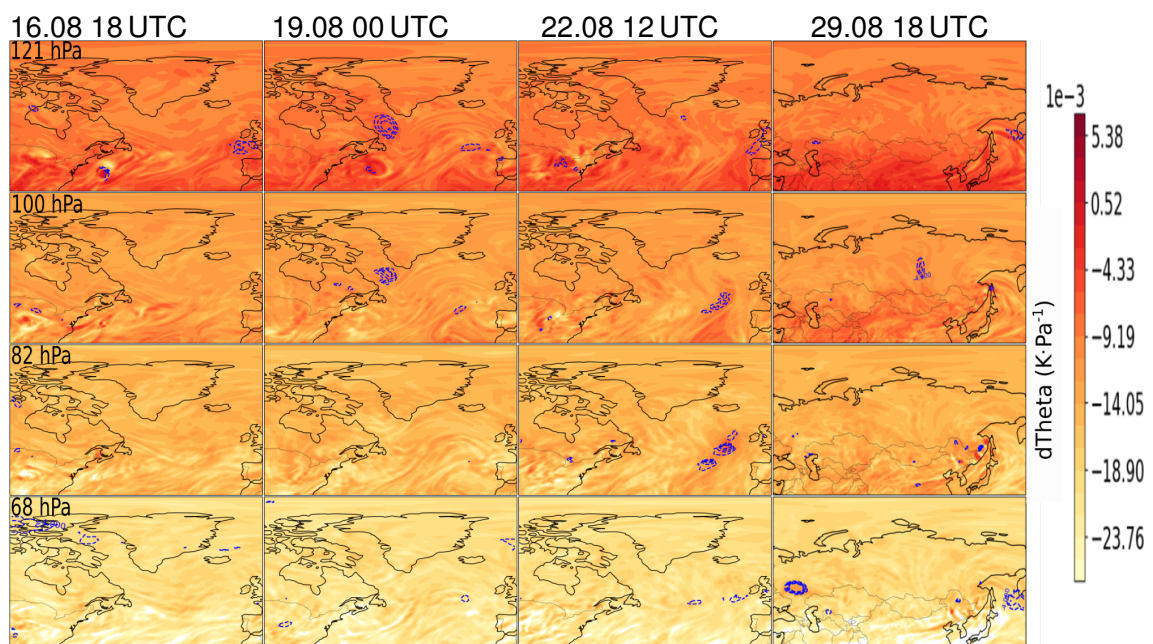 16.08 18 UTC 19.08 00 UTC 22.08 12 UTC 29.08 18 UTC
121 hPa
100 hPa
82 hPa
68 hPa
1e−3
5.38
0.52
−4.33
−9.19
−14.05
−18.90
−23.76
dTheta (K·Pa⁻¹)